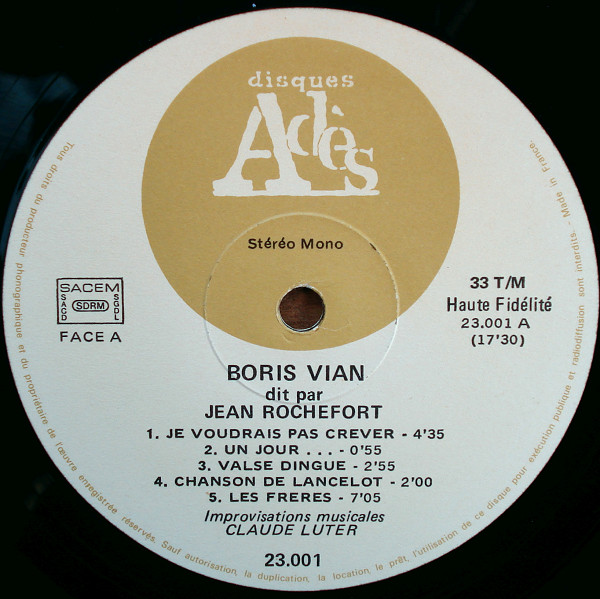 disques
Adès
Stéréo Mono
SACEM
SACD
SDRM
SGDL
FACE A
33 T/M
Haute Fidélité
23.001 A
(17'30)
BORIS VIAN
dit par
JEAN ROCHEFORT
1. JE VOUDRAIS PAS CREVER - 4'35
2. UN JOUR ... - 0'55
3. VALSE DINGUE - 2'55
4. CHANSON DE LANCELOT - 2'00
5. LES FRERES - 7'05
Improvisations musicales
CLAUDE LUTER
23.001
Tous droits du producteur phonographique et du propriétaire de l'œuvre enregistrée réservés. Sauf autorisation, la duplication, la location, le prêt, l'utilisation de ce disque pour exécution publique et radiodiffusion sont interdits - Made in France.